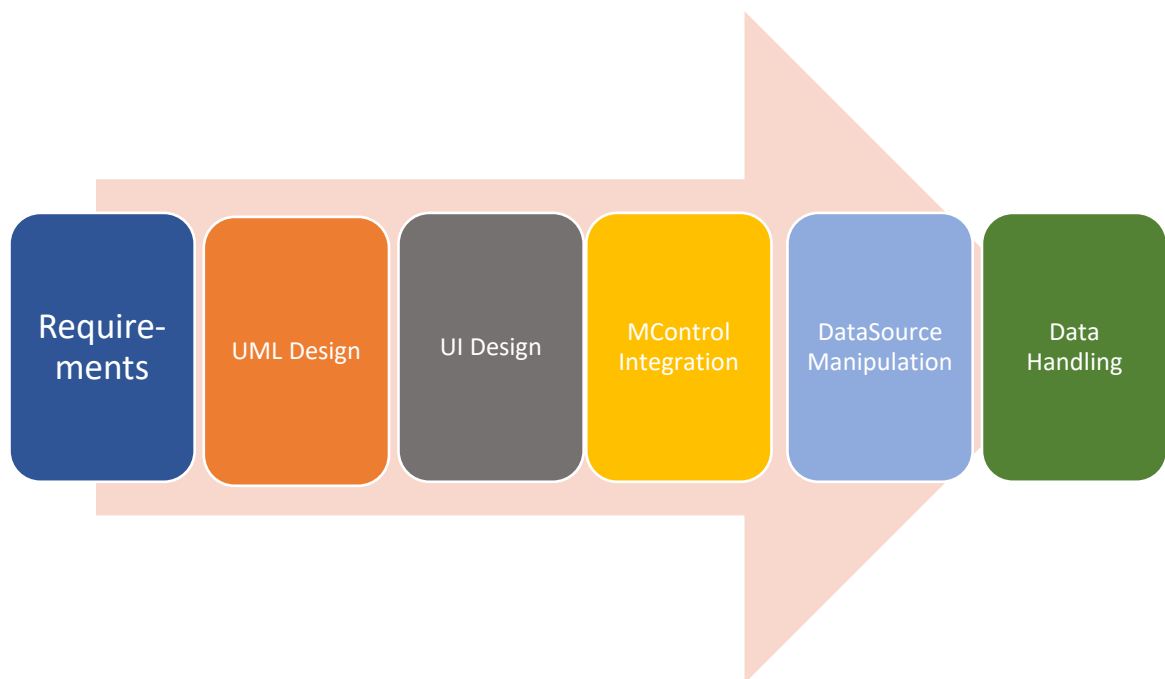 Require-
ments
UML Design
UI Design
MControl
Integration
DataSource
Manipulation
Data
Handling